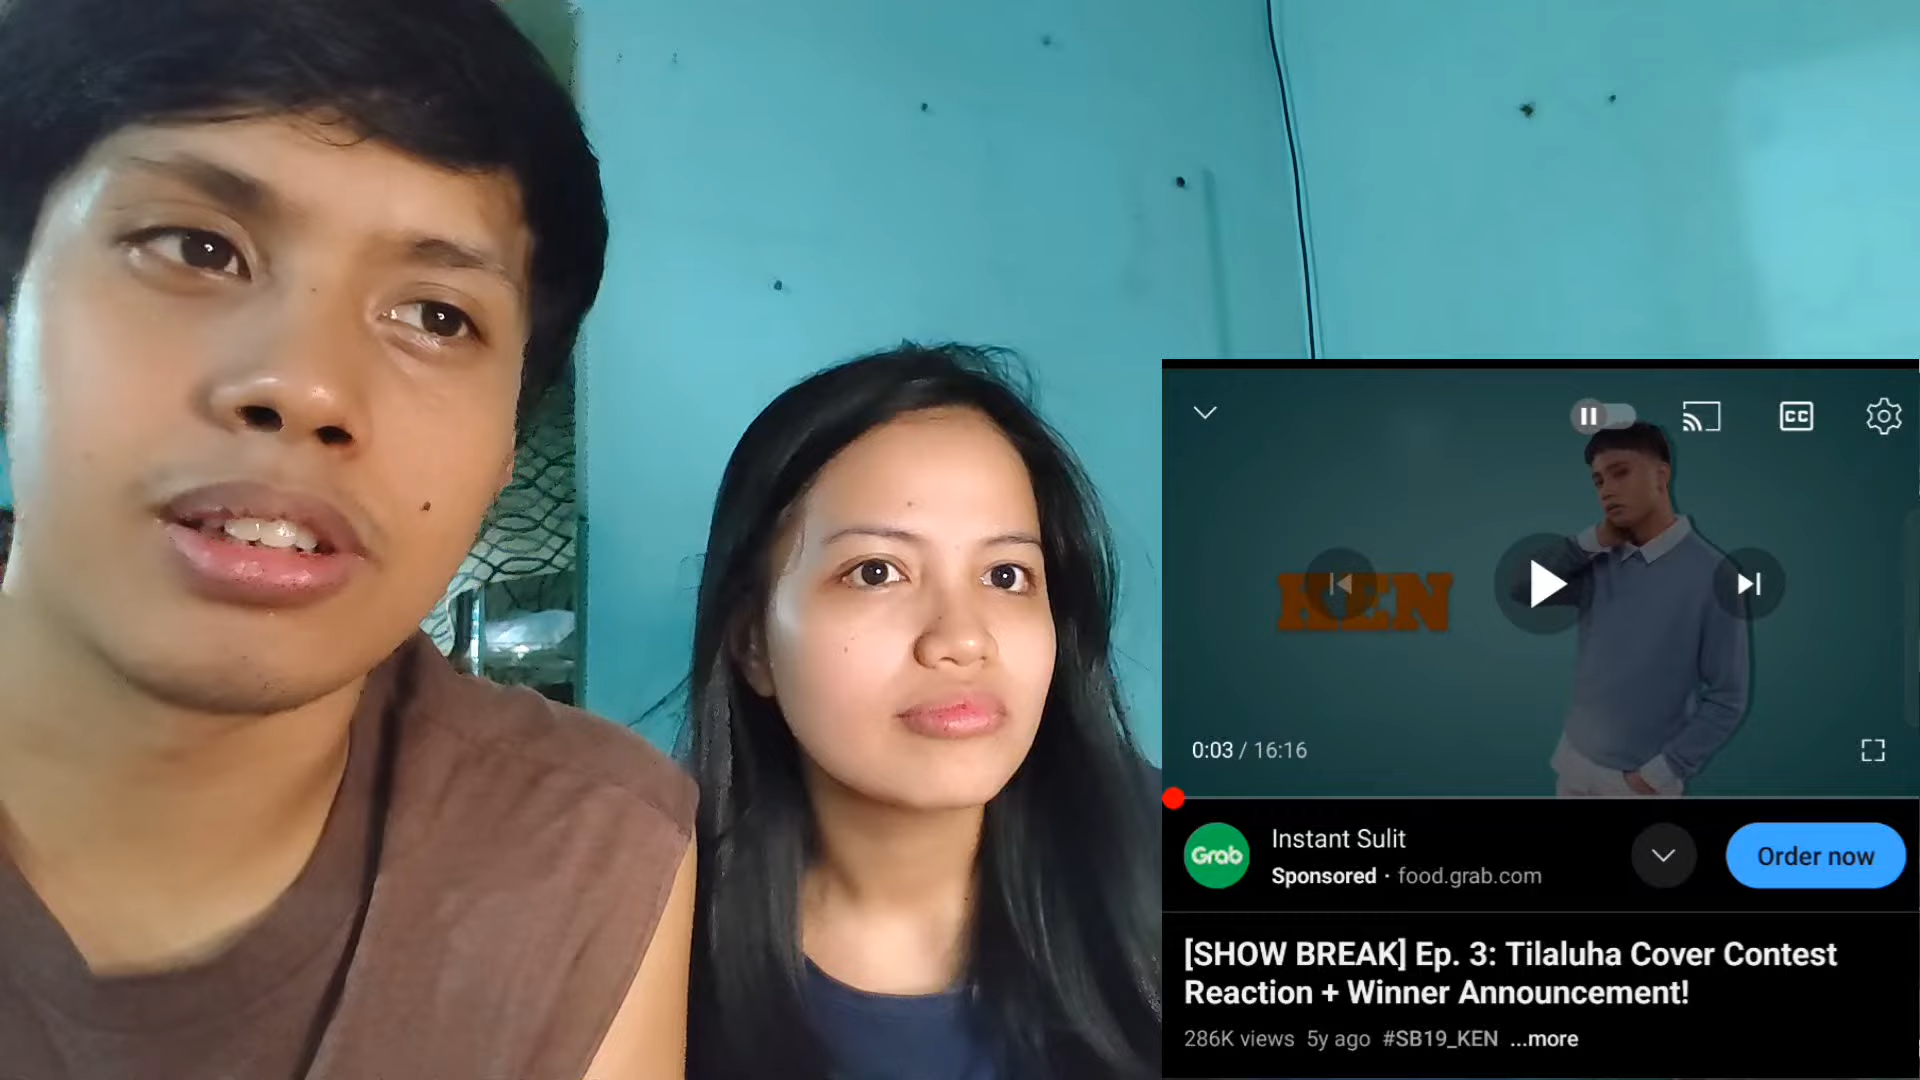 CC
KEN
0:03 / 16:16
Grab
Instant Sulit
Sponsored · food.grab.com
Order now
[SHOW BREAK] Ep. 3: Tilaluha Cover Contest
Reaction + Winner Announcement!
286K views 5y ago #SB19_KEN ...more